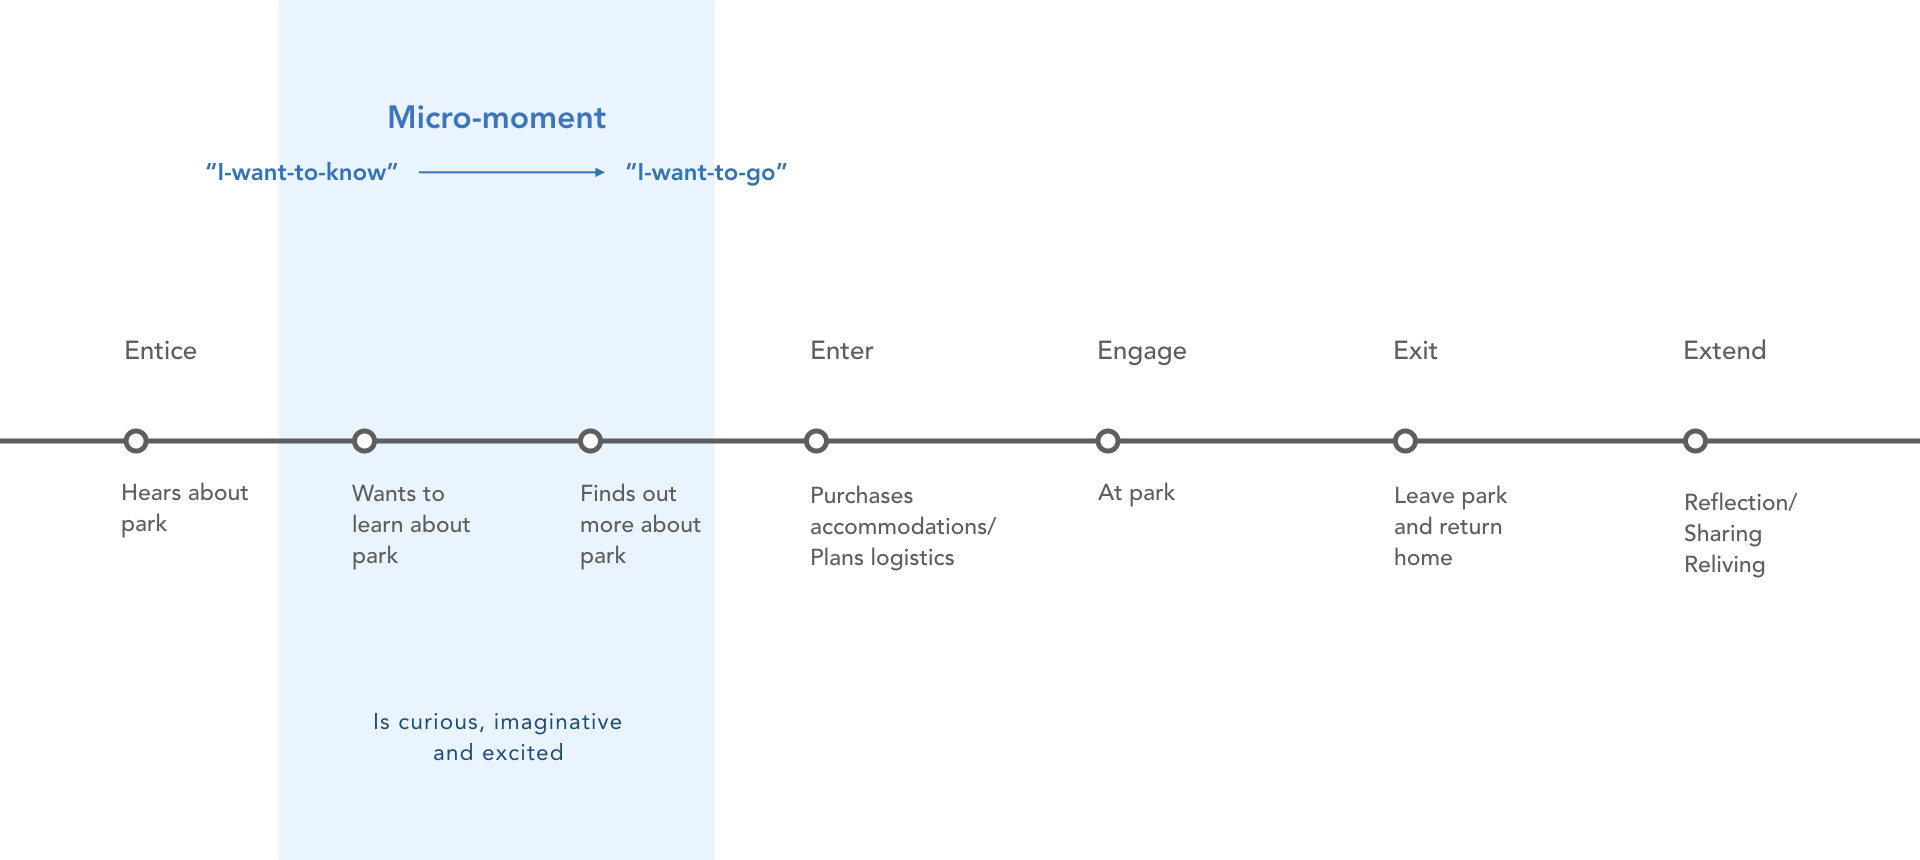 Micro-moment
“I-want-to-know” “I-want-to-go”
Entice
Enter
Engage
Exit
Extend
Hears about
park
Wants to
learn about
park
Finds out
more about
park
Purchases
accommodations/
Plans logistics
At park
Leave park
and return
home
Reflection/
Sharing
Reliving
Is curious, imaginative
and excited